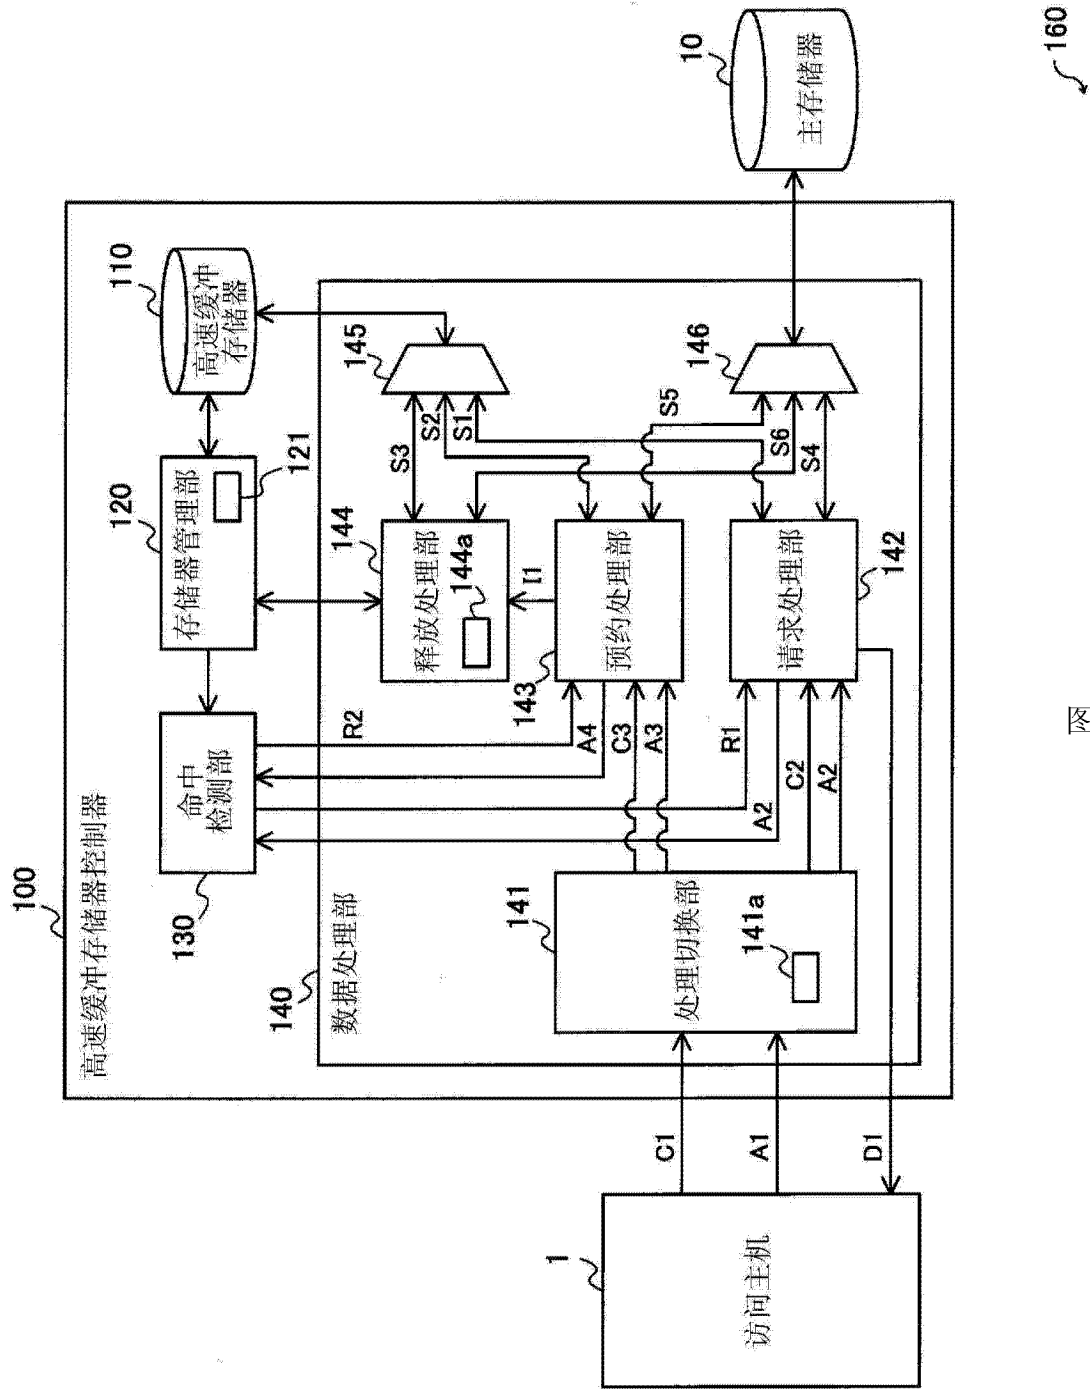 160
100
高速缓冲存储器控制器
130
命中
检测部
120
存储器管理部
121
110
高速缓冲
存储器
10
主存储器
140
数据处理部
R2
A4
C3
A3
R1
A2
C2
A2
144
释放处理部
144a
I1
143
预约处理部
请求处理部
142
S3
S2
S1
S5
S6
S4
145
146
141
处理切换部
141a
C1
A1
D1
1
访问主机
图